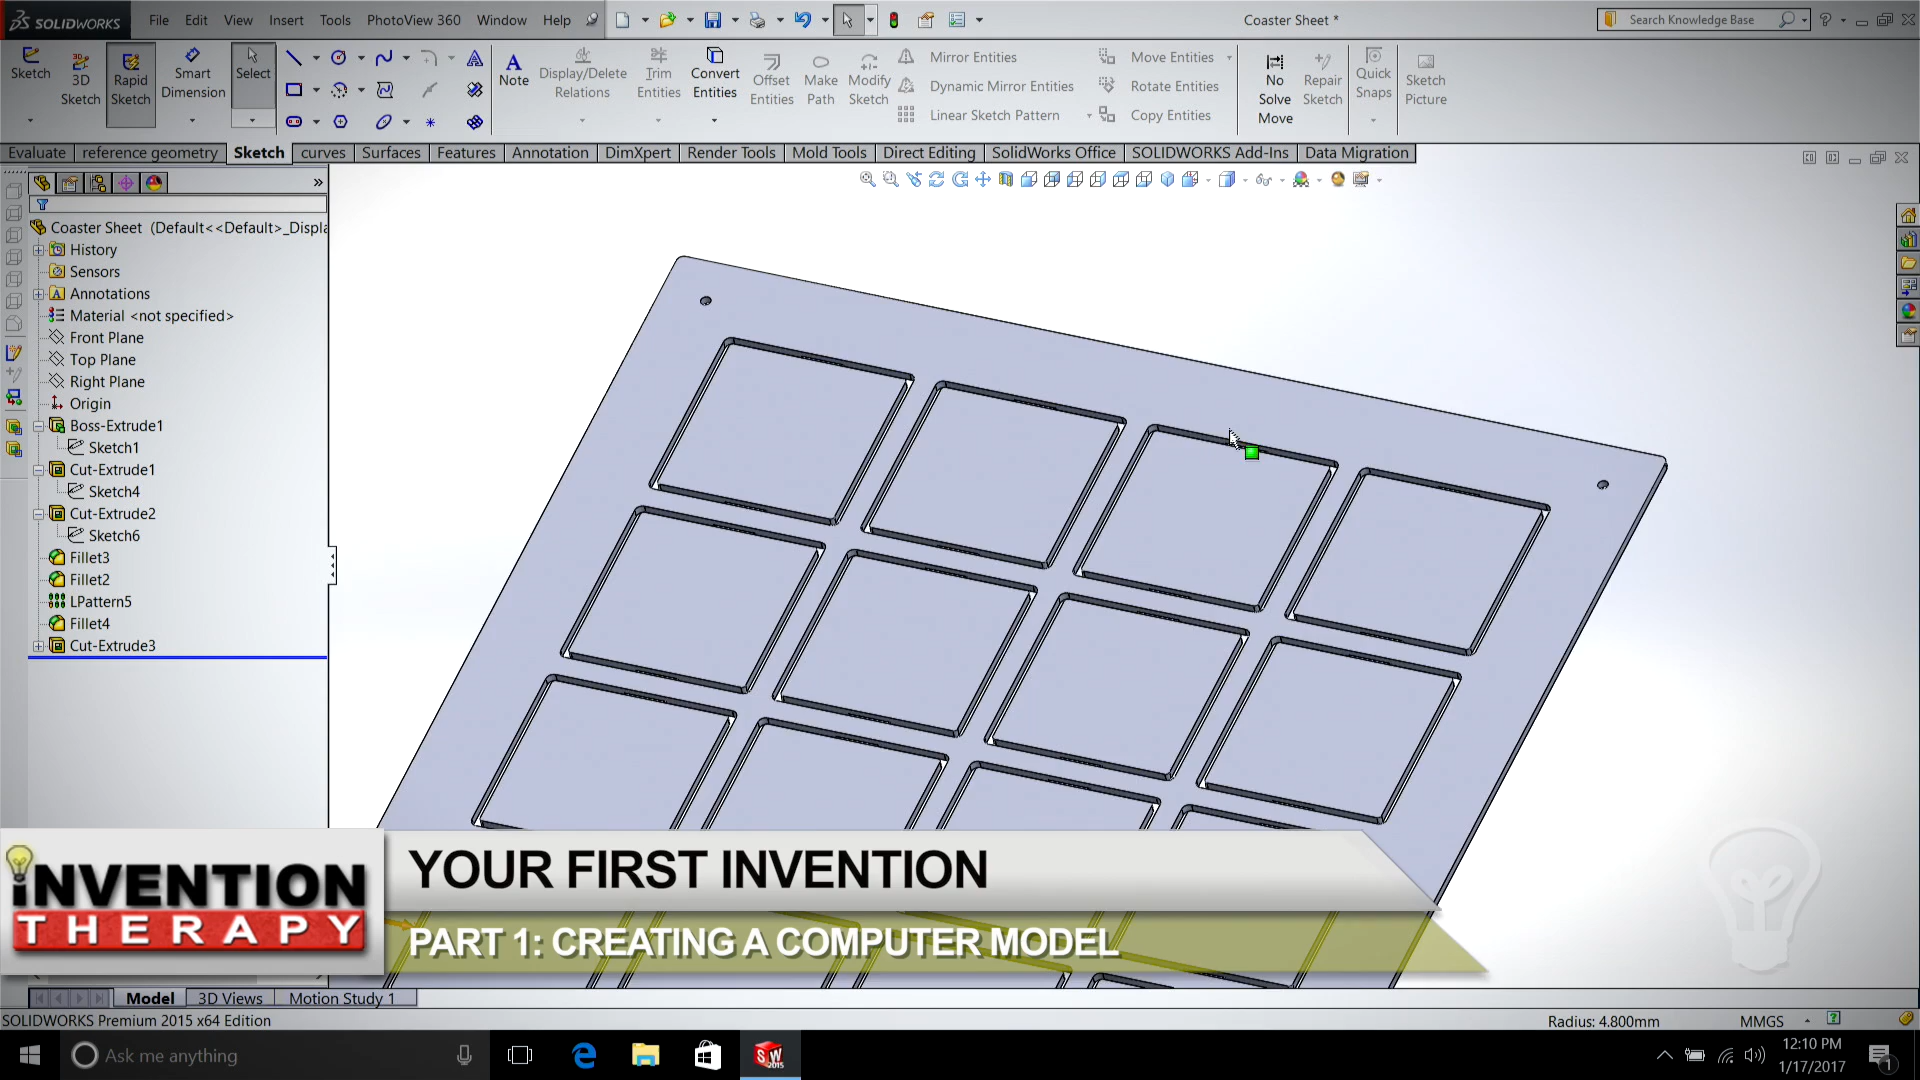 SOLIDWORKS File Edit View Insert Tools PhotoView 360 Window Help Coaster Sheet * Search Knowledge Base ?
Sketch 3D Sketch Rapid Sketch Smart Dimension Select Note Display/Delete Relations Trim Entities Convert Entities Offset Entities Make Path Modify Sketch Mirror Entities Move Entities No Solve Move Repair Sketch Quick Snaps Sketch Picture
Dynamic Mirror Entities Rotate Entities
Linear Sketch Pattern Copy Entities
Evaluate reference geometry Sketch curves Surfaces Features Annotation DimXpert Render Tools Mold Tools Direct Editing SolidWorks Office SOLIDWORKS Add-Ins Data Migration
»
Coaster Sheet (Default<<Default>_Displa
History
Sensors
Annotations
Material <not specified>
Front Plane
Top Plane
Right Plane
Origin
Boss-Extrude1
Sketch1
Cut-Extrude1
Sketch4
Cut-Extrude2
Sketch6
Fillet3
Fillet2
LPattern5
Fillet4
Cut-Extrude3
INVENTION
THERAPY
YOUR FIRST INVENTION
PART 1: CREATING A COMPUTER MODEL
Model 3D Views Motion Study 1
SOLIDWORKS Premium 2015 x64 Edition Radius: 4.800mm MMGS ?
Ask me anything SW 2015 12:10 PM
1/17/2017 1